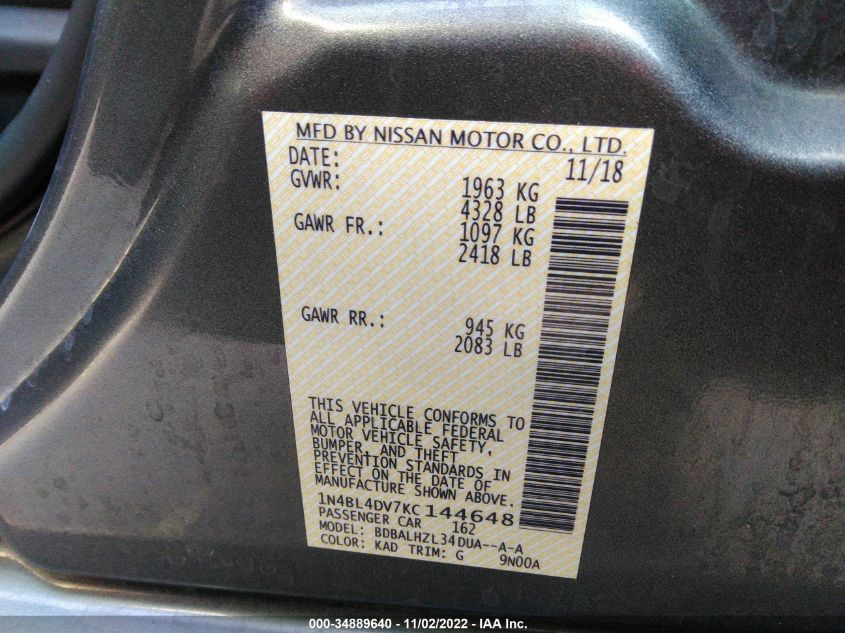 MFD BY NISSAN MOTOR CO., LTD.
DATE: 11/18
GVWR: 1963 KG
4328 LB
GAWR FR.: 1097 KG
2418 LB
GAWR RR.: 945 KG
2083 LB
THIS VEHICLE CONFORMS TO
ALL APPLICABLE FEDERAL
MOTOR VEHICLE SAFETY,
BUMPER, AND THEFT
PREVENTION STANDARDS IN
EFFECT ON THE DATE OF
MANUFACTURE SHOWN ABOVE.
1N4BL4DV7KC144648
PASSENGER CAR 162
MODEL: BDBALHZL34DUA--A-A
COLOR: KAD TRIM: G 9N00A
000-34889640 - 11/02/2022 - IAA Inc.